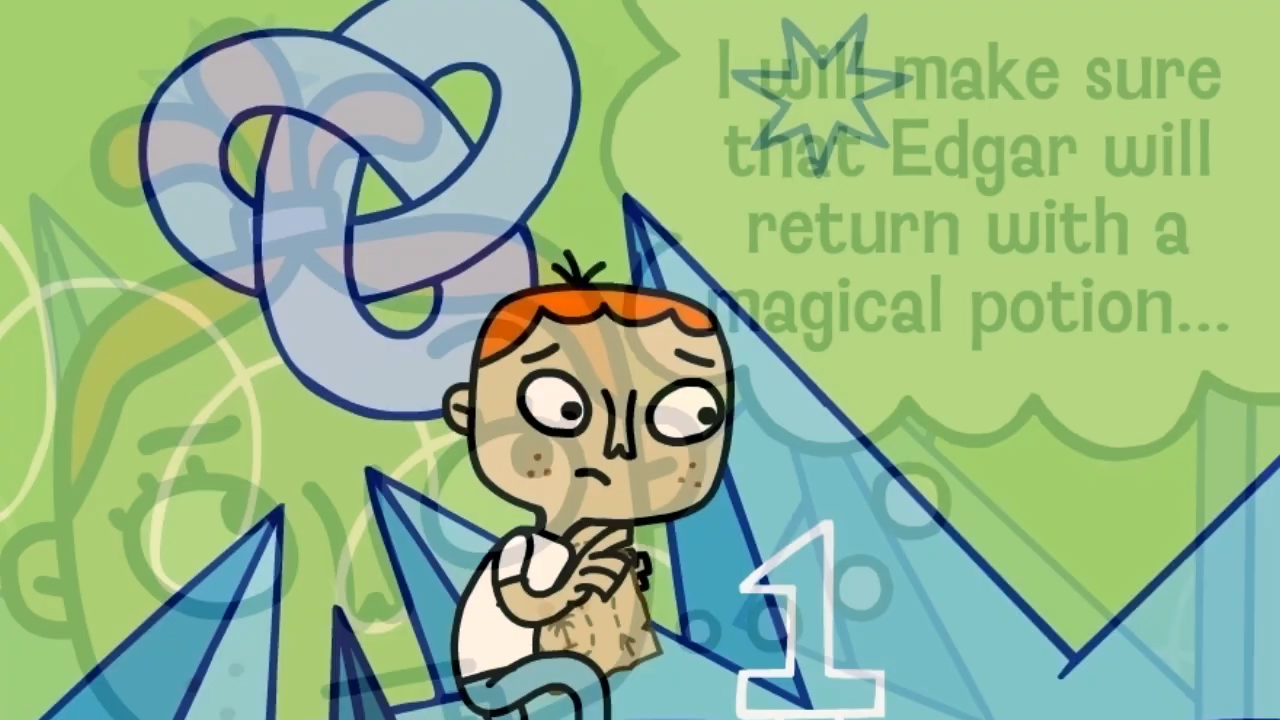 I will make sure
that Edgar will
return with a
magical potion...
1